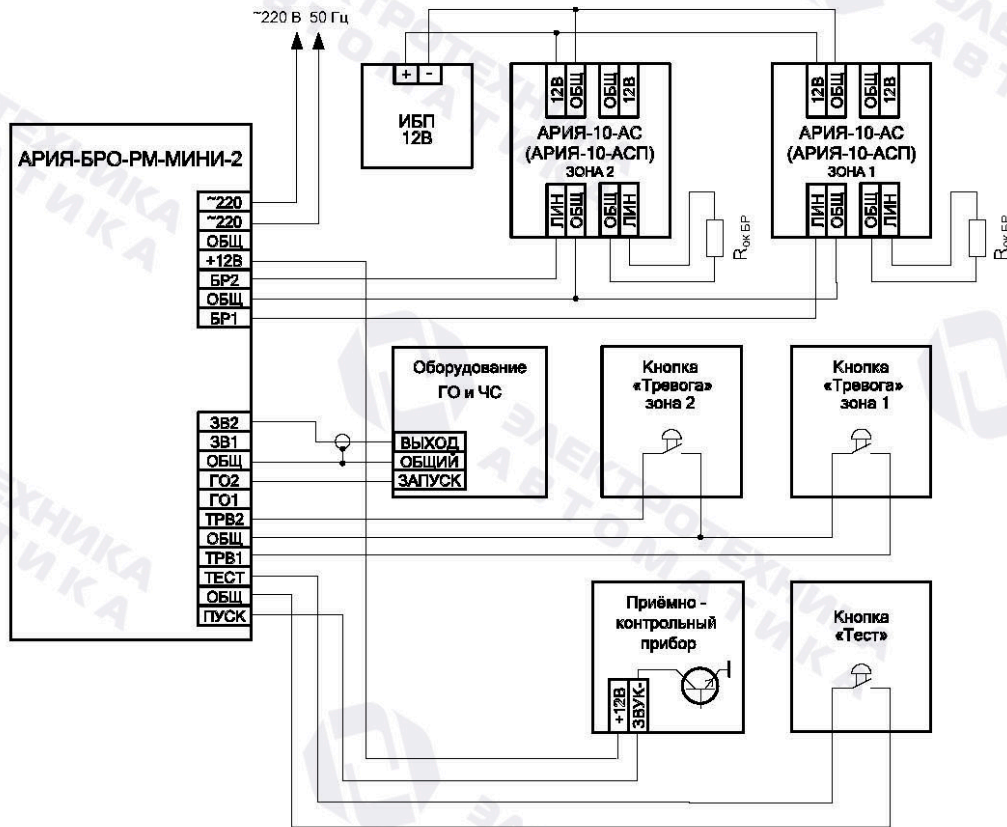 ~220 В 50 Гц
АРИЯ-БРО-РМ-МИНИ-2
~220
~220
ОБЩ
+12В
БР2
ОБЩ
БР1
ЗВ2
ЗВ1
ОБЩ
ГО2
ГО1
ТРВ2
ОБЩ
ТРВ1
ТЕСТ
ОБЩ
ПУСК
+ -
ИБП
12В
12В ОБЩ ОБЩ 12В
АРИЯ-10-АС
(АРИЯ-10-АСП)
ЗОНА 2
ЛИН ОБЩ ОБЩ ЛИН
Rок БР
12В ОБЩ ОБЩ 12В
АРИЯ-10-АС
(АРИЯ-10-АСП)
ЗОНА 1
ЛИН ОБЩ ОБЩ ЛИН
Rок БР
Оборудование
ГО и ЧС
ВЫХОД
ОБЩИЙ
ЗАПУСК
Кнопка
«Тревога»
зона 2
Кнопка
«Тревога»
зона 1
Приёмно -
контрольный
прибор
+12В
ЗВУК-
Кнопка
«Тест»
ЭЛЕКТРОТЕХНИКА
АВТОМАТИКА